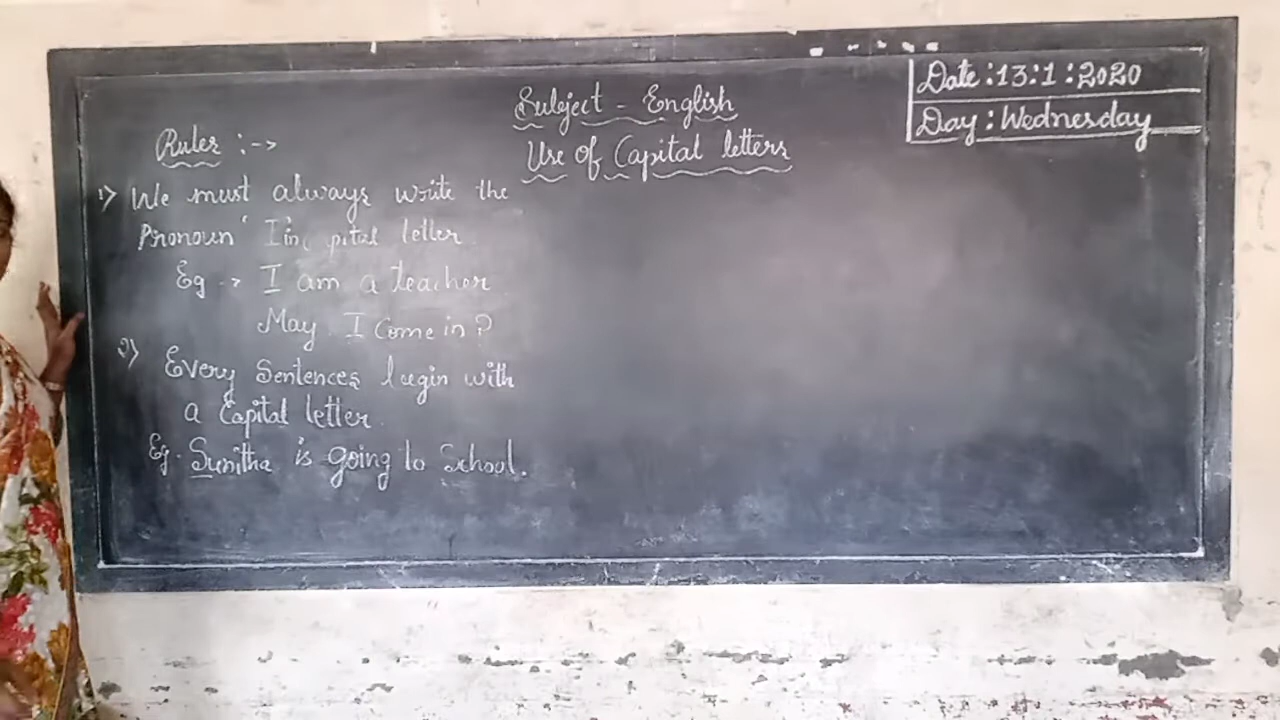 Subject - English
Date : 13:1:2020
Day : Wednesday
Use of Capital letters
Rules :->
1) We must always write the
Pronoun ' I in pital letter
Eg -> I am a teacher
May I Come in ?
2) Every Sentences begin with
a Capital letter.
Eg. Sunitha is going to School.